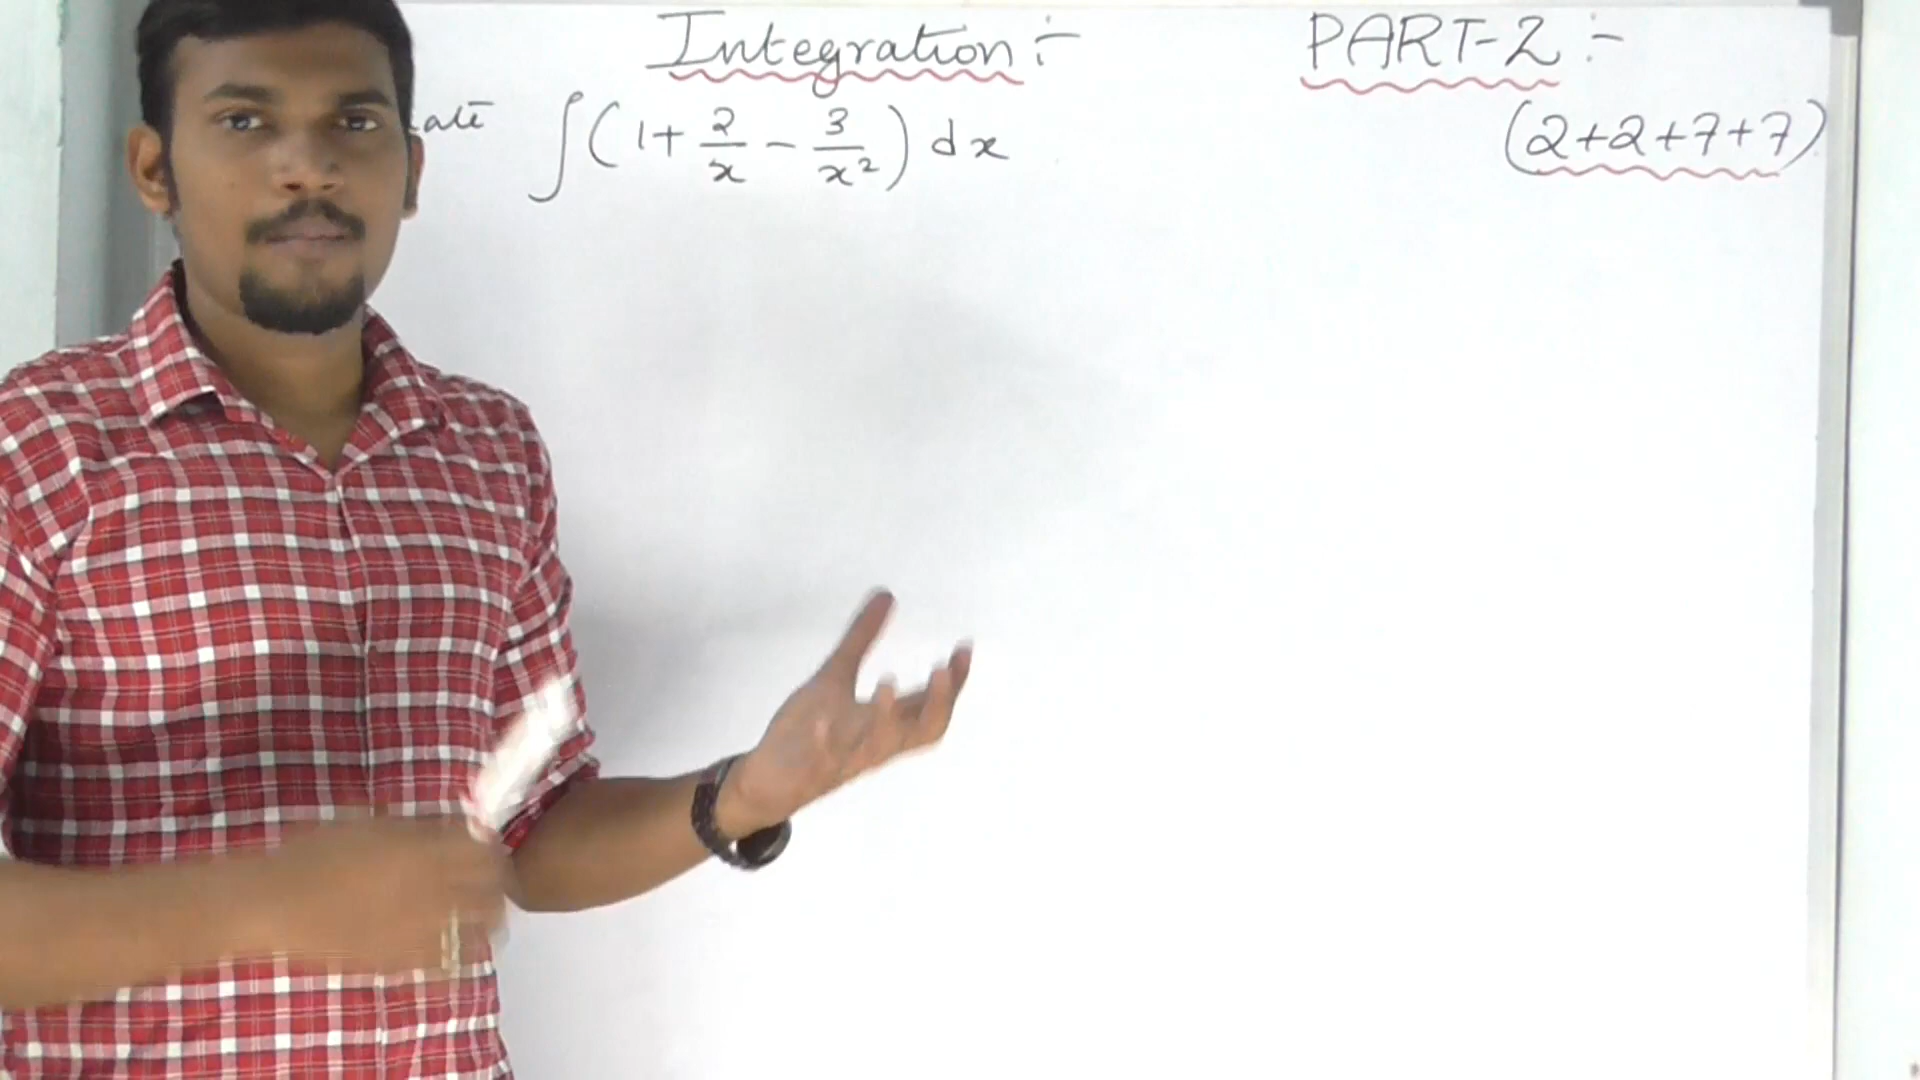 Integration :- PART-2 :-
∫ (1 + 2/x - 3/x²) dx (2+2+7+7)